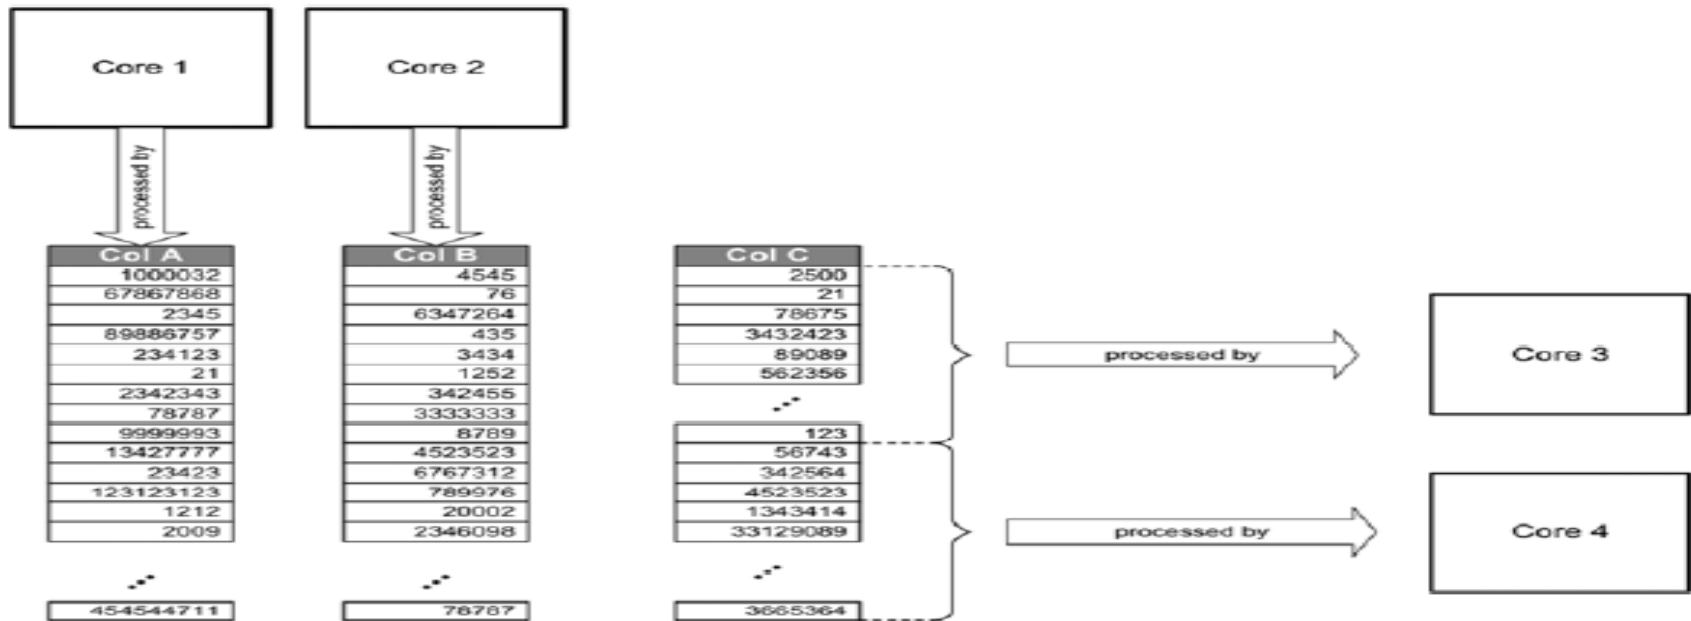 Core 1 Core 2
processed by processed by
Col A Col B Col C
1000032 4545 2500
67867868 76 21
2345 6347264 78675
89886757 435 3432423
234123 3434 89089
21 1252 562356
2342343 342455
78787 3333333
9999993 8789 123
13427777 4523523 56743
23423 6767312 342564
123123123 789976 4523523
1212 20002 1343414
2009 2346098 33129089
454544711 78787 3665364
processed by
Core 3
processed by
Core 4